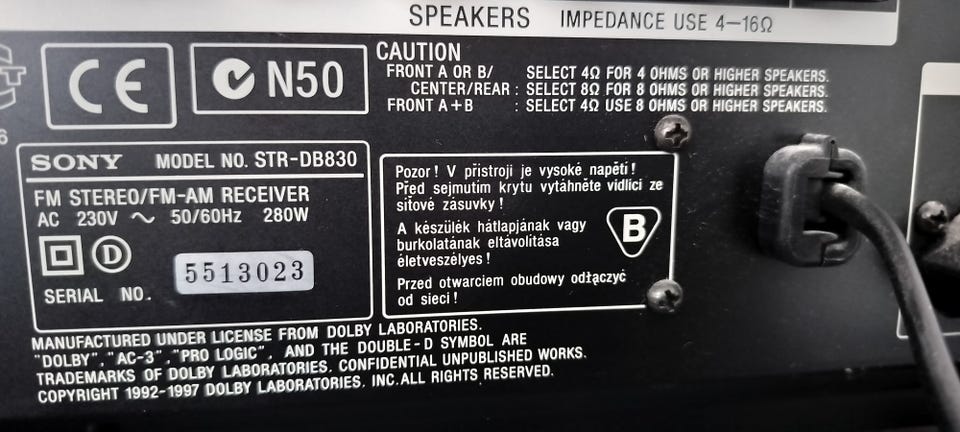 SPEAKERS IMPEDANCE USE 4–16Ω
CE
N50
CAUTION
FRONT A OR B/ SELECT 4Ω FOR 4 OHMS OR HIGHER SPEAKERS.
CENTER/REAR : SELECT 8Ω FOR 8 OHMS OR HIGHER SPEAKERS.
FRONT A+B : SELECT 4Ω USE 8 OHMS OR HIGHER SPEAKERS.
6
SONY MODEL NO. STR-DB830
FM STEREO/FM-AM RECEIVER
AC 230V ～ 50/60Hz 280W
D
5513023
SERIAL NO.
Pozor! V přístroji je vysoké napětí!
Před sejmutím krytu vytáhněte vidlici ze
síťové zásuvky!
A készülék hátlapjának vagy
burkolatának eltávolítása
életveszélyes!
B
Przed otwarciem obudowy odłączyć
od sieci!
MANUFACTURED UNDER LICENSE FROM DOLBY LABORATORIES.
"DOLBY", "AC-3", "PRO LOGIC", AND THE DOUBLE-D SYMBOL ARE
TRADEMARKS OF DOLBY LABORATORIES. CONFIDENTIAL UNPUBLISHED WORKS.
COPYRIGHT 1992-1997 DOLBY LABORATORIES, INC. ALL RIGHTS RESERVED.